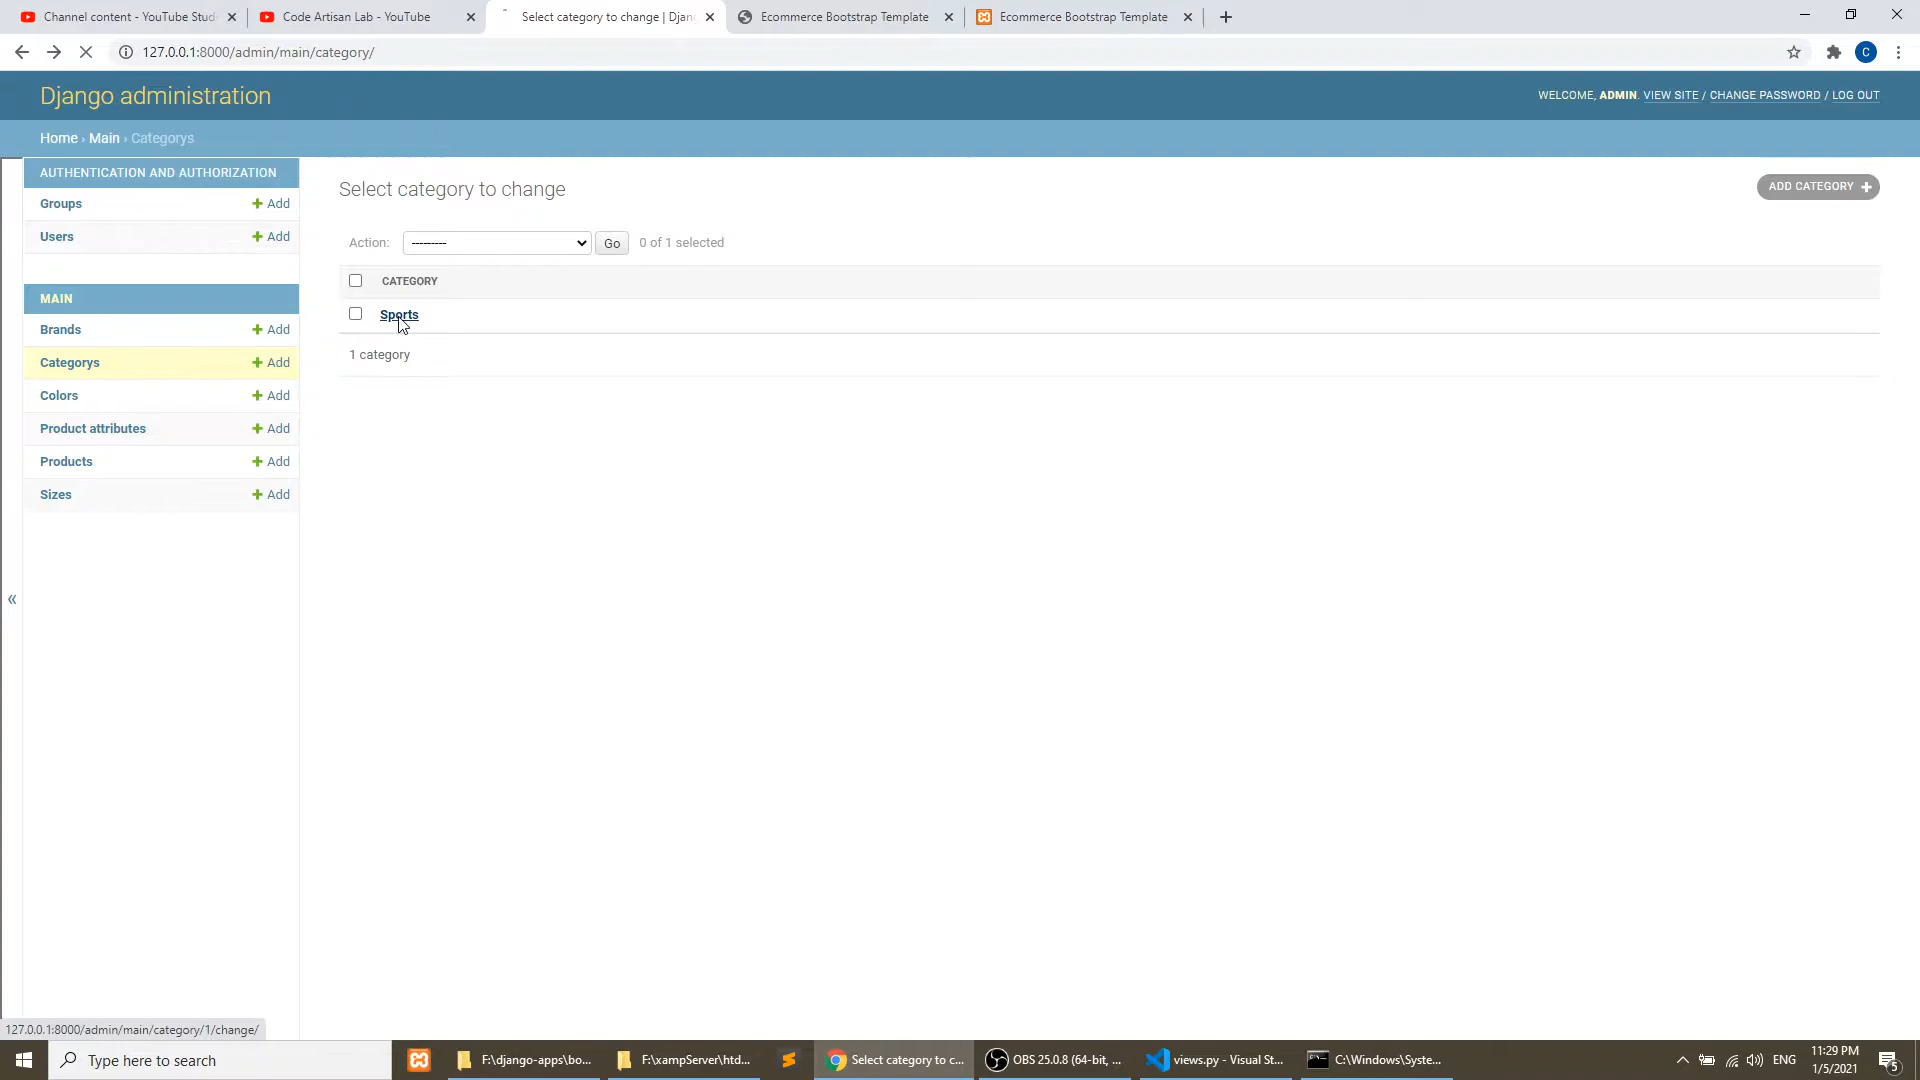 Channel content - YouTube Stud
Code Artisan Lab - YouTube
Select category to change | Djan
Ecommerce Bootstrap Template
Ecommerce Bootstrap Template
127.0.0.1:8000/admin/main/category/
C
Django administration
WELCOME, ADMIN. VIEW SITE / CHANGE PASSWORD / LOG OUT
Home › Main › Categorys
AUTHENTICATION AND AUTHORIZATION
Groups + Add
Users + Add
MAIN
Brands + Add
Categorys + Add
Colors + Add
Product attributes + Add
Products + Add
Sizes + Add
«
Select category to change
ADD CATEGORY +
Action: --------- Go 0 of 1 selected
CATEGORY
Sports
1 category
127.0.0.1:8000/admin/main/category/1/change/
Type here to search
F:\django-apps\bo...
F:\xampServer\htd...
Select category to c...
OBS 25.0.8 (64-bit, ...
views.py - Visual St...
C:\Windows\Syste...
ENG
11:29 PM
1/5/2021
5